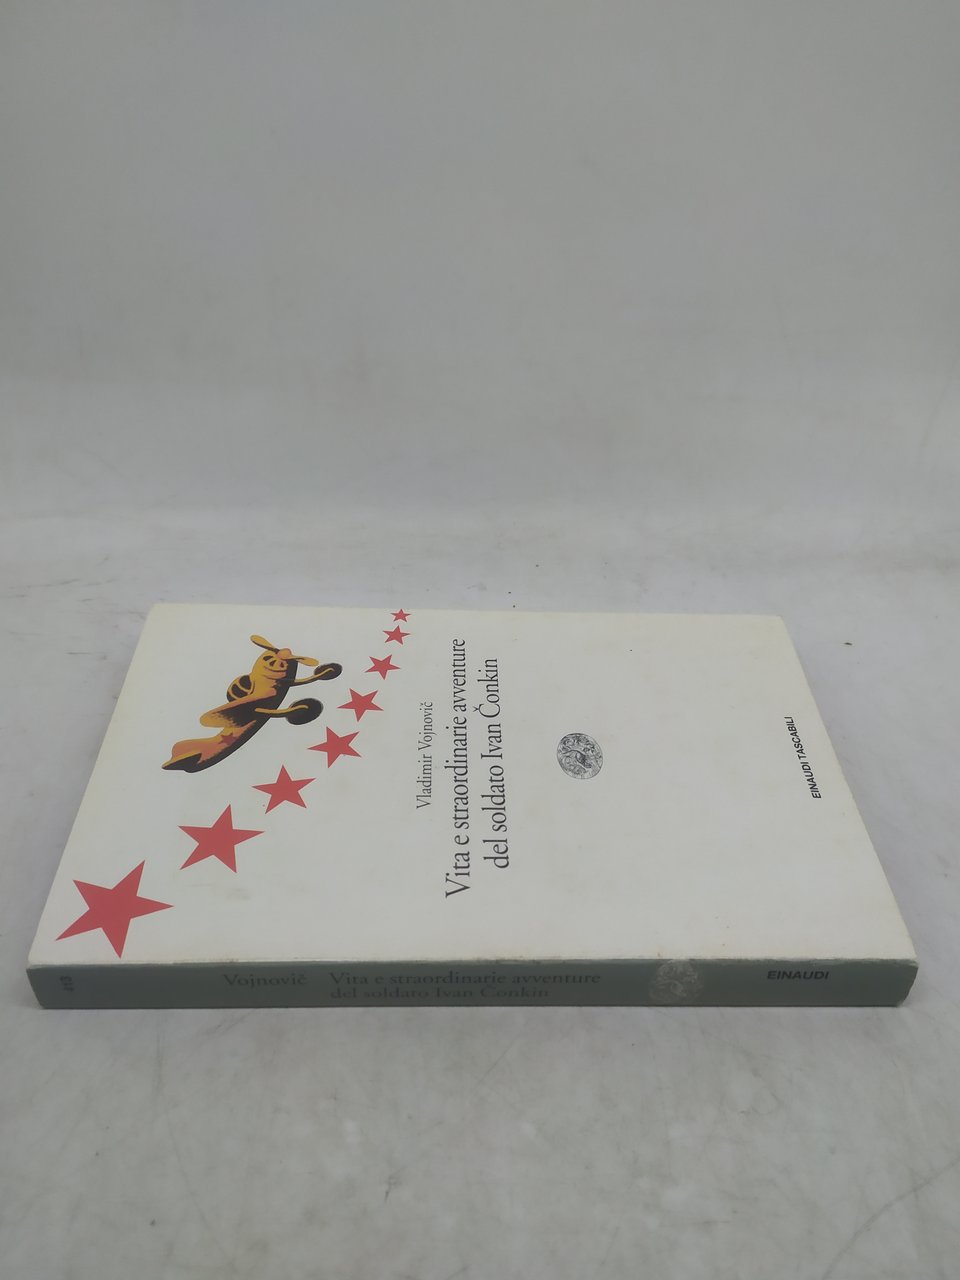 Vladimir Vojnovič
Vita e straordinarie avventure
del soldato Ivan Čonkin
EINAUDI TASCABILI
Vojnovič
Vita e straordinarie avventure
del soldato Ivan Čonkin
EINAUDI